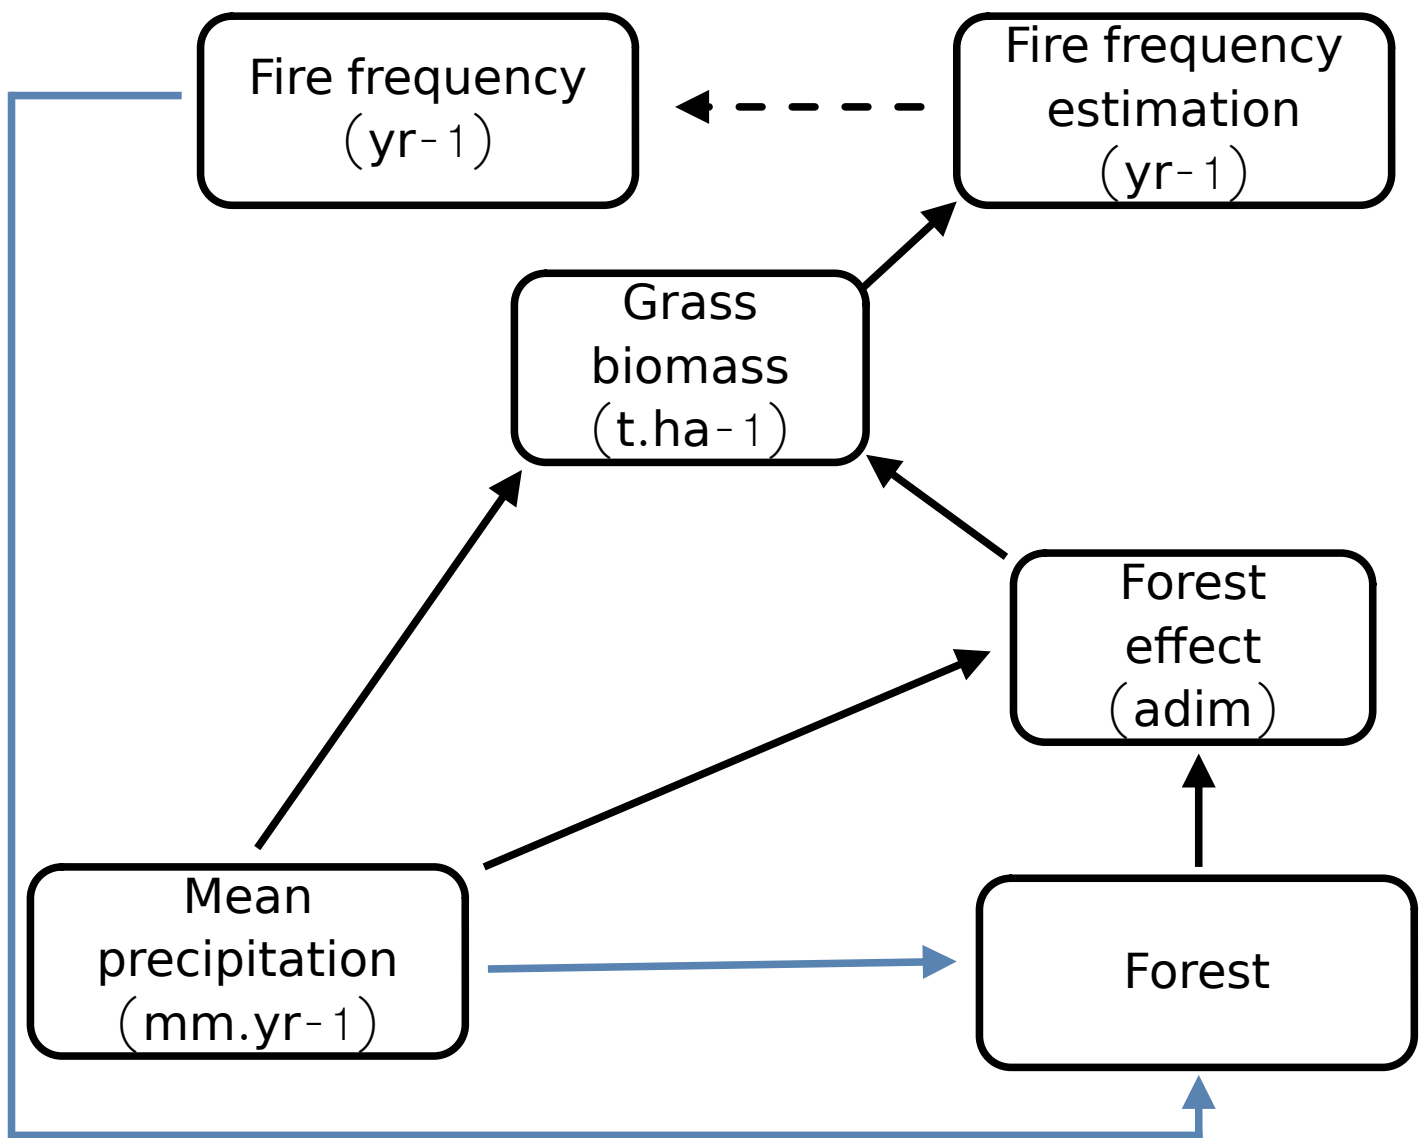 Fire frequency
(yr-1)
Fire frequency
estimation
(yr-1)
Grass
biomass
(t.ha-1)
Forest
effect
(adim)
Mean
precipitation
(mm.yr-1)
Forest